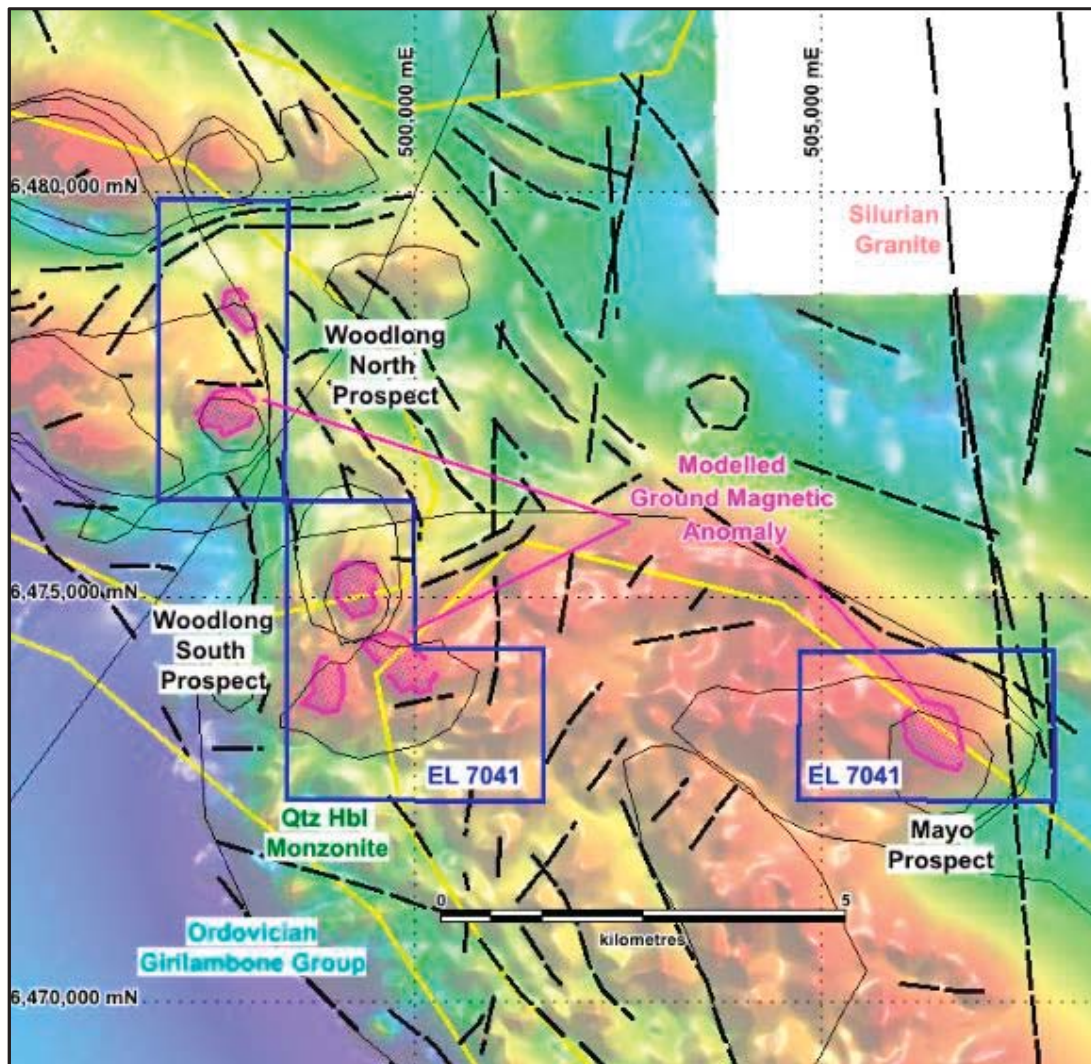 500,000 mE
505,000 mE
6,480,000 mN
Silurian
Granite
Woodlong
North
Prospect
Modelled
Ground Magnetic
Anomaly
6,475,000 mN
Woodlong
South
Prospect
EL 7041
EL 7041
Qtz Hbl
Monzonite
Mayo
Prospect
0
5
kilometres
Ordovician
Girilambone Group
6,470,000 mN